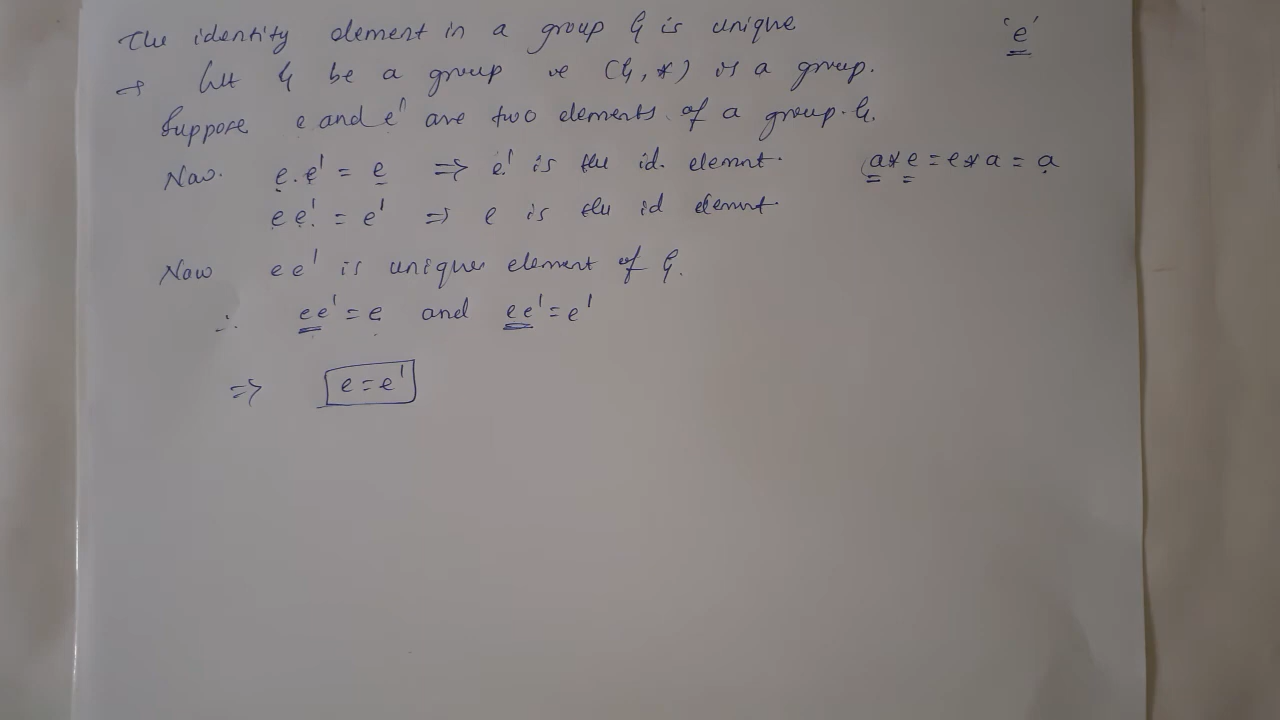 The identity element in a group G is unique
'e'
→ Let G be a group ie (G, *) is a group.
Suppose e and e' are two elements of a group G.
Now. e.e' = e ⇒ e' is the id. element.
a*e = e*a = a
ee' = e' ⇒ e is the id element.
Now ee' is unique element of G.
∴ ee' = e and ee' = e'
⇒ e = e'